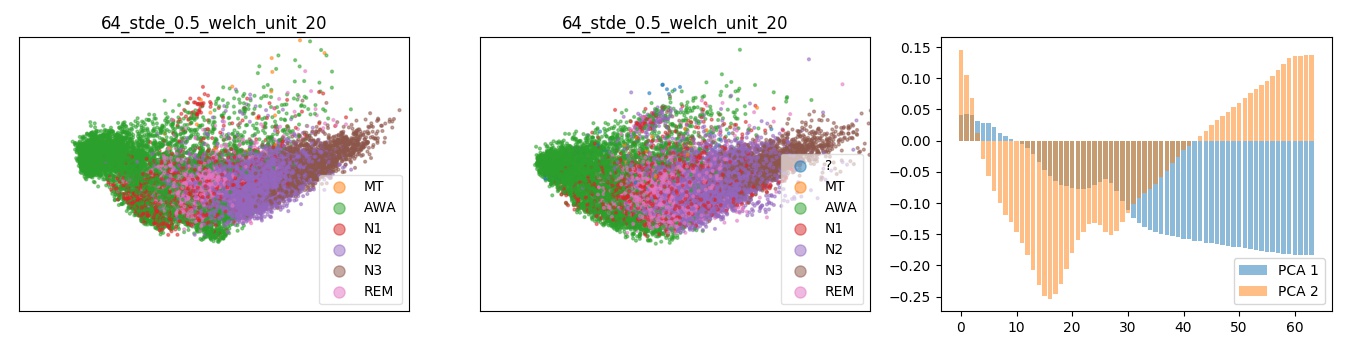 64_stde_0.5_welch_unit_20
MT
AWA
N1
N2
N3
REM
64_stde_0.5_welch_unit_20
?
MT
AWA
N1
N2
N3
REM
0.15
0.10
0.05
0.00
−0.05
−0.10
−0.15
−0.20
−0.25
0 10 20 30 40 50 60
PCA 1
PCA 2